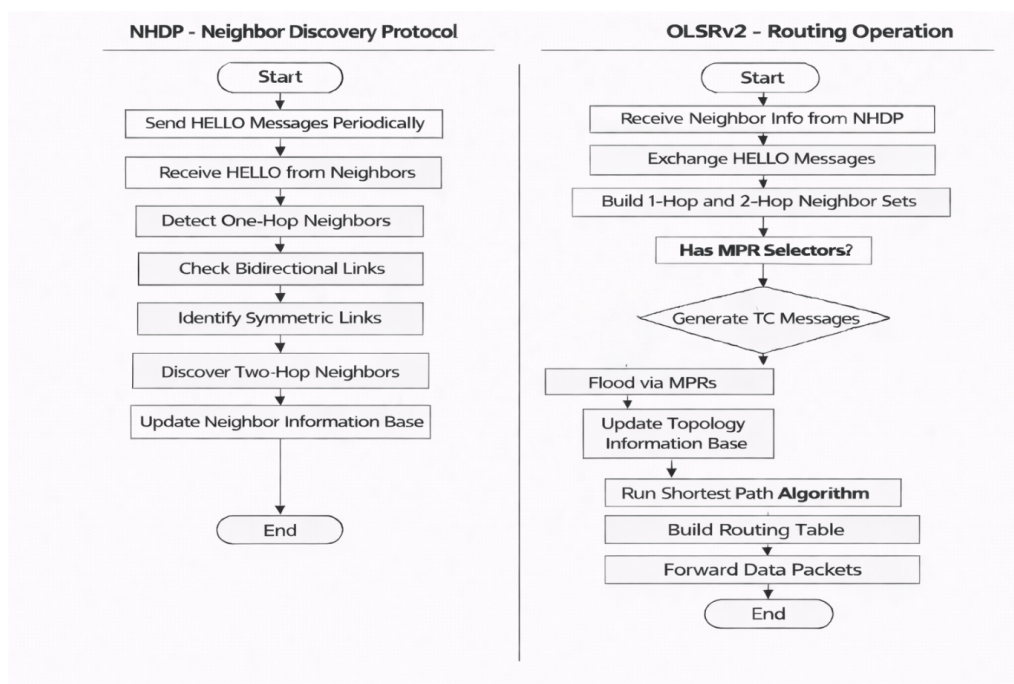 NHDP - Neighbor Discovery Protocol
Start
Send HELLO Messages Periodically
Receive HELLO from Neighbors
Detect One-Hop Neighbors
Check Bidirectional Links
Identify Symmetric Links
Discover Two-Hop Neighbors
Update Neighbor Information Base
End
OLSRv2 - Routing Operation
Start
Receive Neighbor Info from NHDP
Exchange HELLO Messages
Build 1-Hop and 2-Hop Neighbor Sets
Has MPR Selectors?
Generate TC Messages
Flood via MPRs
Update Topology
Information Base
Run Shortest Path Algorithm
Build Routing Table
Forward Data Packets
End